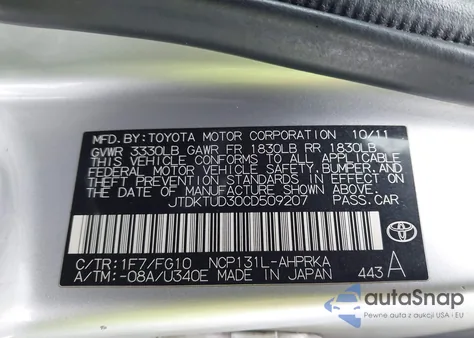 MFD.BY:TOYOTA MOTOR CORPORATION 10/11
GVWR 3330LB GAWR FR 1830LB RR 1830LB
THIS VEHICLE CONFORMS TO ALL APPLICABLE
FEDERAL MOTOR VEHICLE SAFETY,BUMPER,AND
THEFT PREVENTION STANDARDS IN EFFECT ON
THE DATE OF MANUFACTURE SHOWN ABOVE.
JTDKTUD30CD509207 PASS.CAR
C/TR:1F7/FG10 NCP131L-AHPRKA
A/TM:-08A/U340E MADE IN JAPAN 443 A
TOYOTA
autaSnap
Pewne auta z aukcji USA i EU